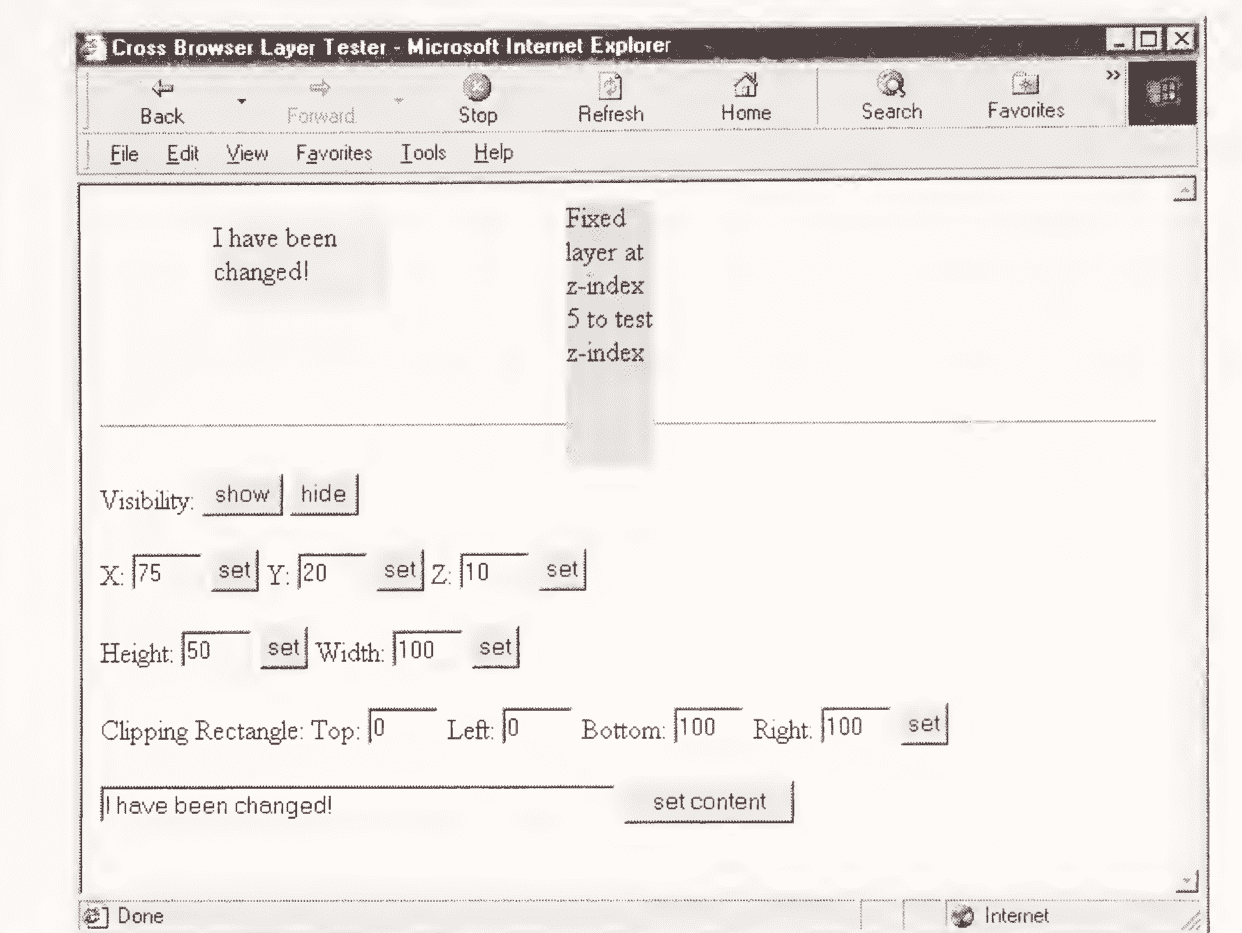 Cross Browser Layer Tester - Microsoft Internet Explorer
Back Forward Stop Refresh Home Search Favorites »
File Edit View Favorites Tools Help
I have been
changed!
Fixed
layer at
z-index
5 to test
z-index
Visibility: show hide
X: 75 set Y: 20 set Z: 10 set
Height: 50 set Width: 100 set
Clipping Rectangle: Top: 0 Left: 0 Bottom: 100 Right: 100 set
I have been changed! set content
Done Internet